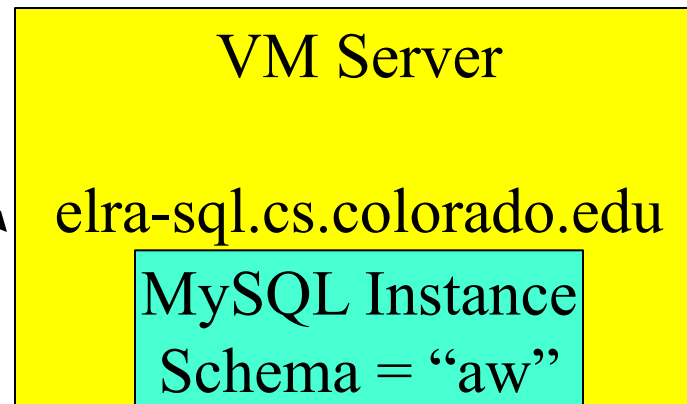 VM Server
elra-sql.cs.colorado.edu
MySQL Instance
Schema = “aw”